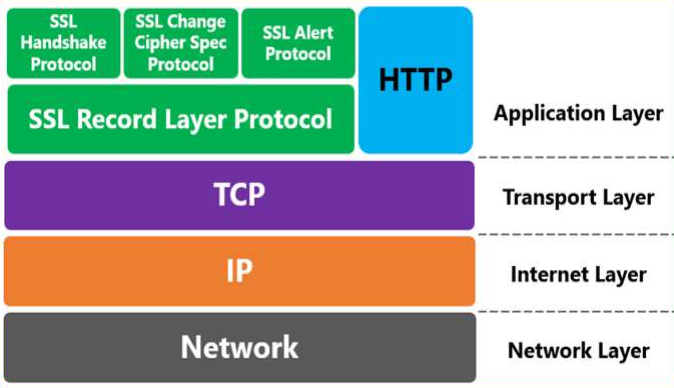 SSL
Handshake
Protocol
SSL Change
Cipher Spec
Protocol
SSL Alert
Protocol
HTTP
SSL Record Layer Protocol
Application Layer
TCP
Transport Layer
IP
Internet Layer
Network
Network Layer